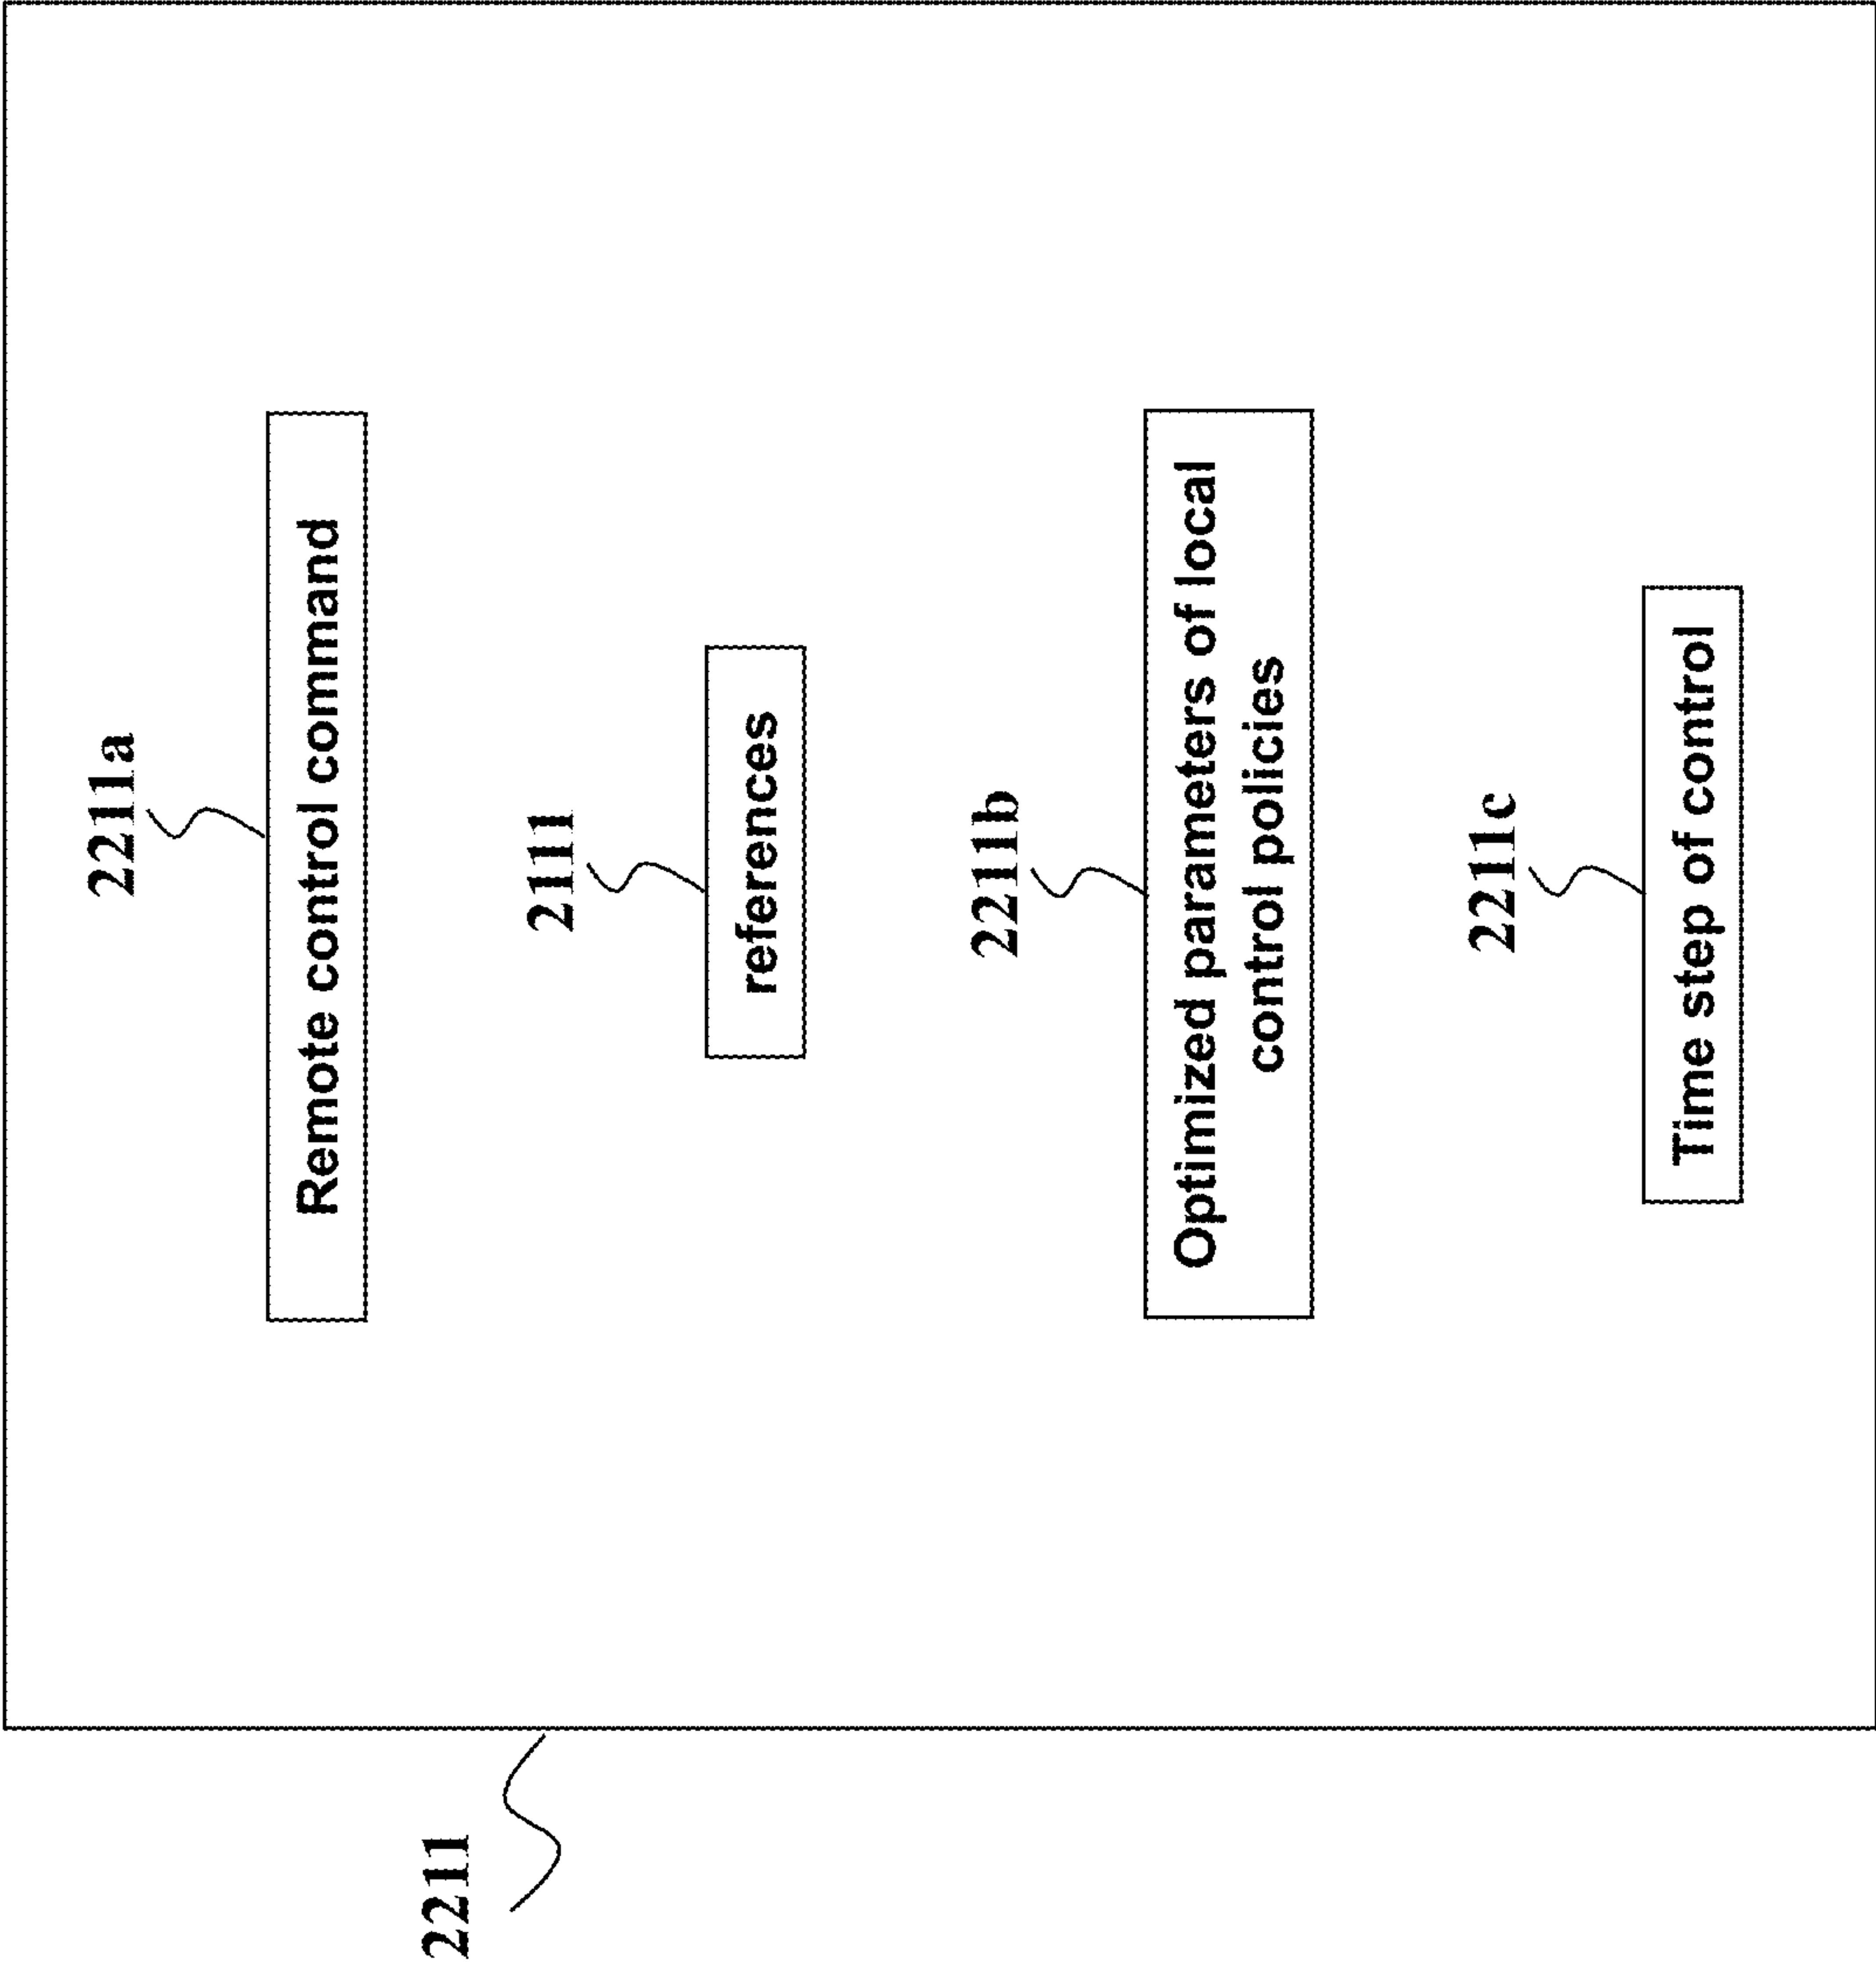 2211
2211a
Remote control command
2111
references
2211b
Optimized parameters of local
control policies
2211c
Time step of control